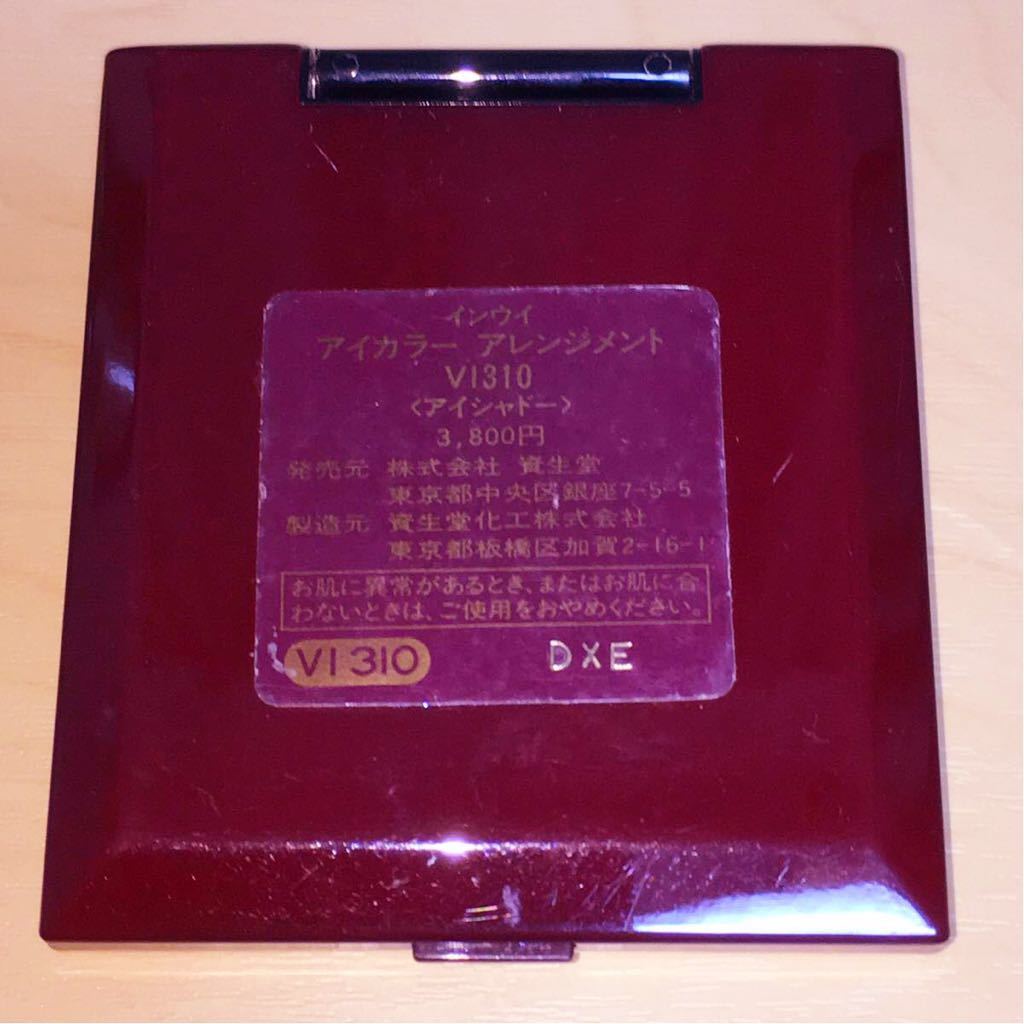 インウイ
アイカラー アレンジメント
VI310
<アイシャドー>
3,800円
発売元 株式会社 資生堂
東京都中央区銀座7-5-5
製造元 資生堂化工株式会社
東京都板橋区加賀2-16-1
お肌に異常があるとき、またはお肌に合
わないときは、ご使用をおやめください。
VI 310 DXE